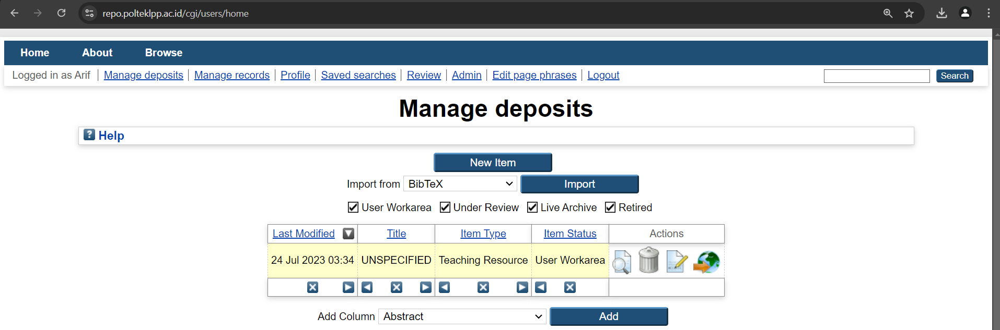 repo.polteklpp.ac.id/cgi/users/home
Home About Browse
Logged in as Arif | Manage deposits | Manage records | Profile | Saved searches | Review | Admin | Edit page phrases | Logout Search
Manage deposits
? Help
New Item
Import from BibTeX Import
User Workarea Under Review Live Archive Retired
Last Modified Title Item Type Item Status Actions
24 Jul 2023 03:34 UNSPECIFIED Teaching Resource User Workarea
Add Column Abstract Add